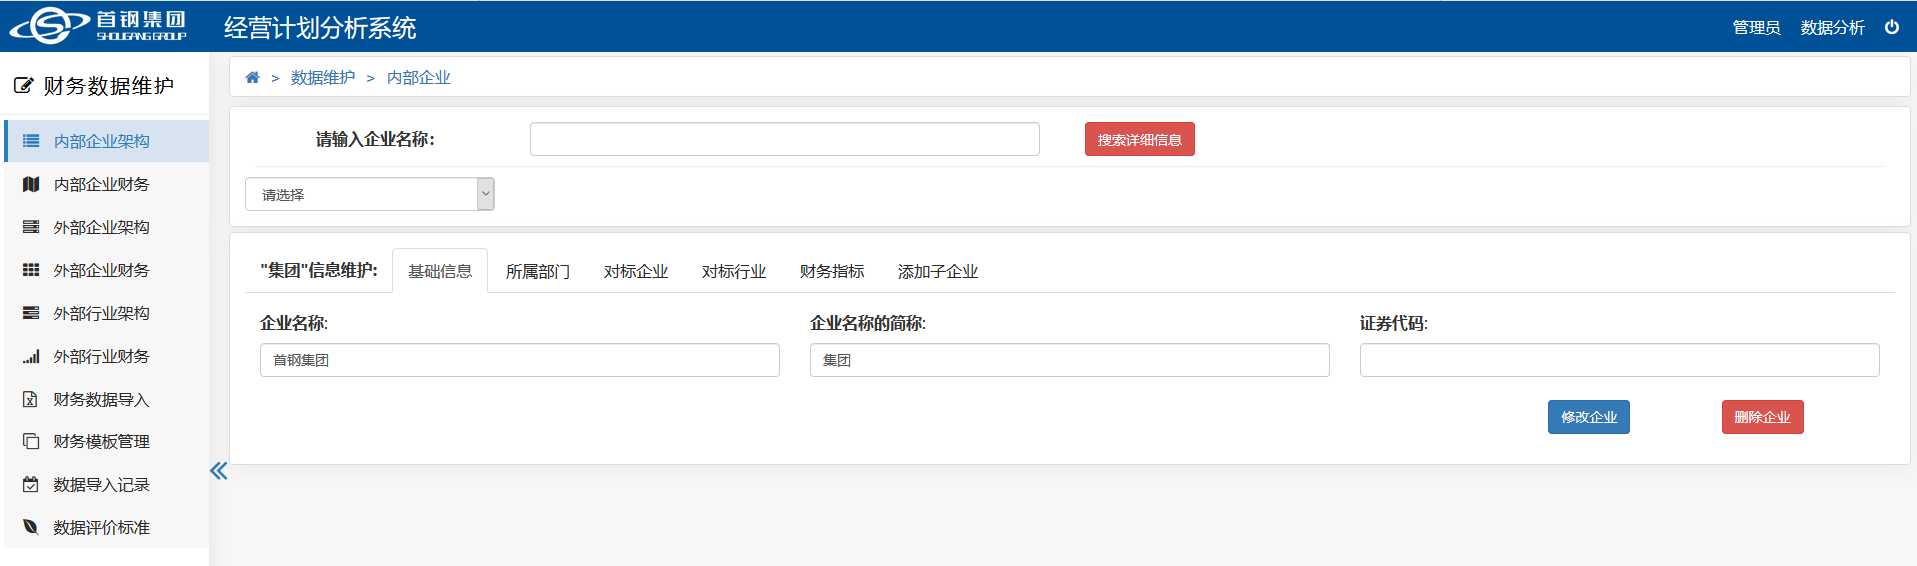 首钢集团
SHOUGANG GROUP
经营计划分析系统
管理员 数据分析
财务数据维护
内部企业架构
内部企业财务
外部企业架构
外部企业财务
外部行业架构
外部行业财务
财务数据导入
财务模板管理
数据导入记录
数据评价标准
> 数据维护 > 内部企业
请输入企业名称: 搜索详细信息
请选择
"集团"信息维护: 基础信息 所属部门 对标企业 对标行业 财务指标 添加子企业
企业名称: 企业名称的简称: 证券代码:
首钢集团 集团
修改企业 删除企业